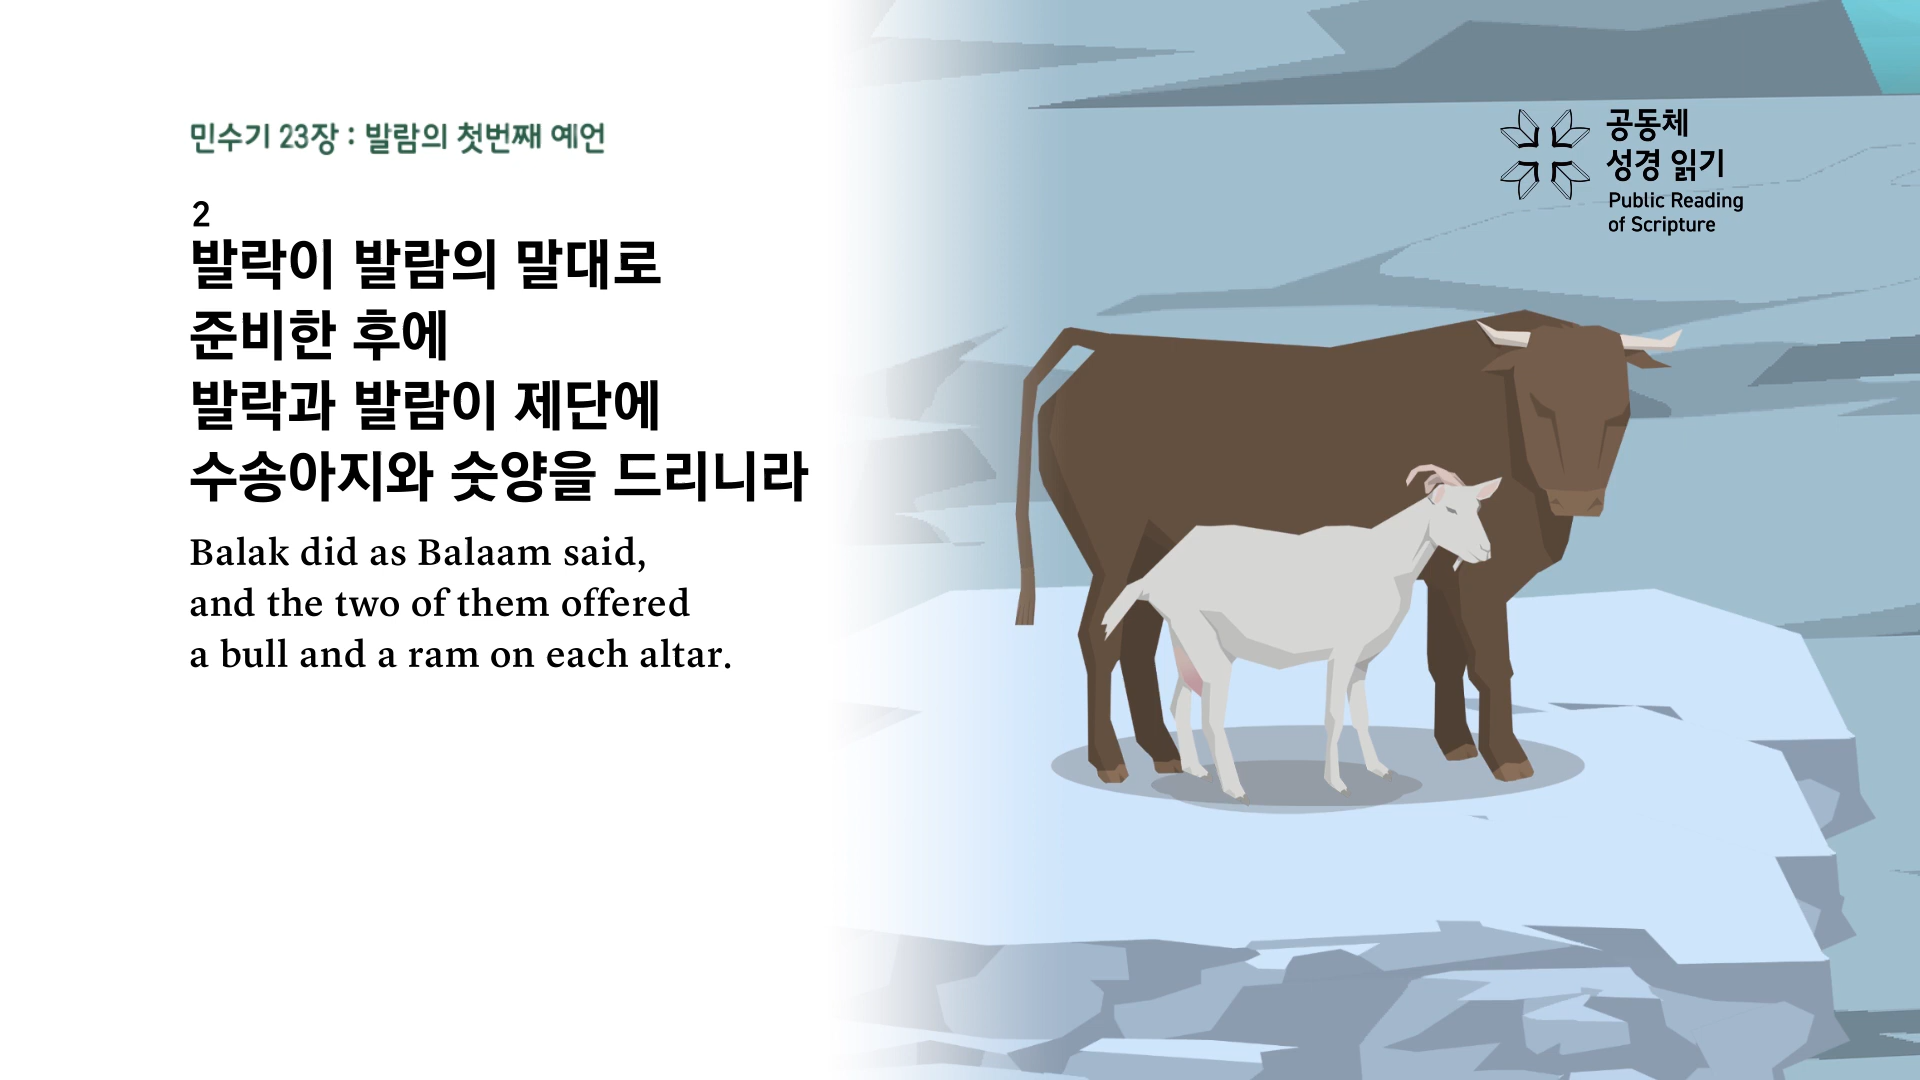 민수기 23장 : 발람의 첫번째 예언
2
발락이 발람의 말대로
준비한 후에
발락과 발람이 제단에
수송아지와 숫양을 드리니라
Balak did as Balaam said,
and the two of them offered
a bull and a ram on each altar.
공동체
성경 읽기
Public Reading
of Scripture